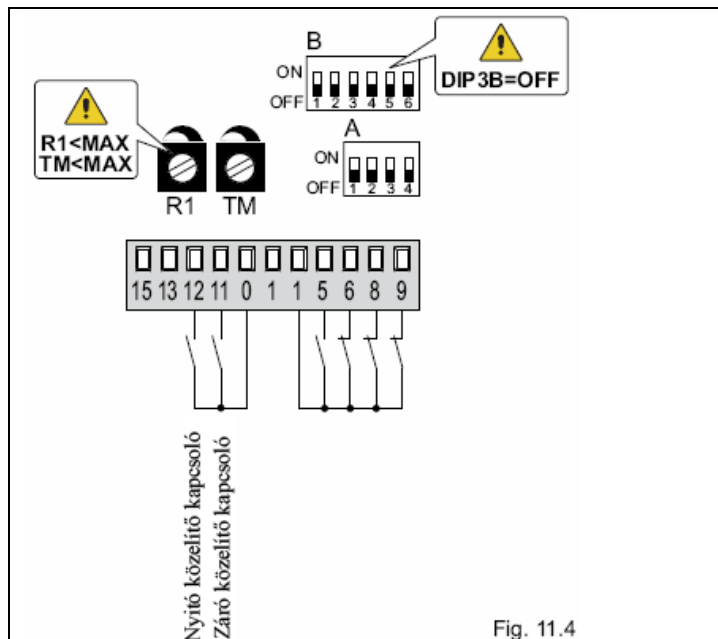 B
ON
OFF
1 2 3 4 5 6
DIP3B=OFF
R1<MAX
TM<MAX
R1 TM
A
ON
OFF
1 2 3 4
15 13 12 11 0 1 1 5 6 8 9
Nyitó közelítő kapcsoló
Záró közelítő kapcsoló
Fig. 11.4